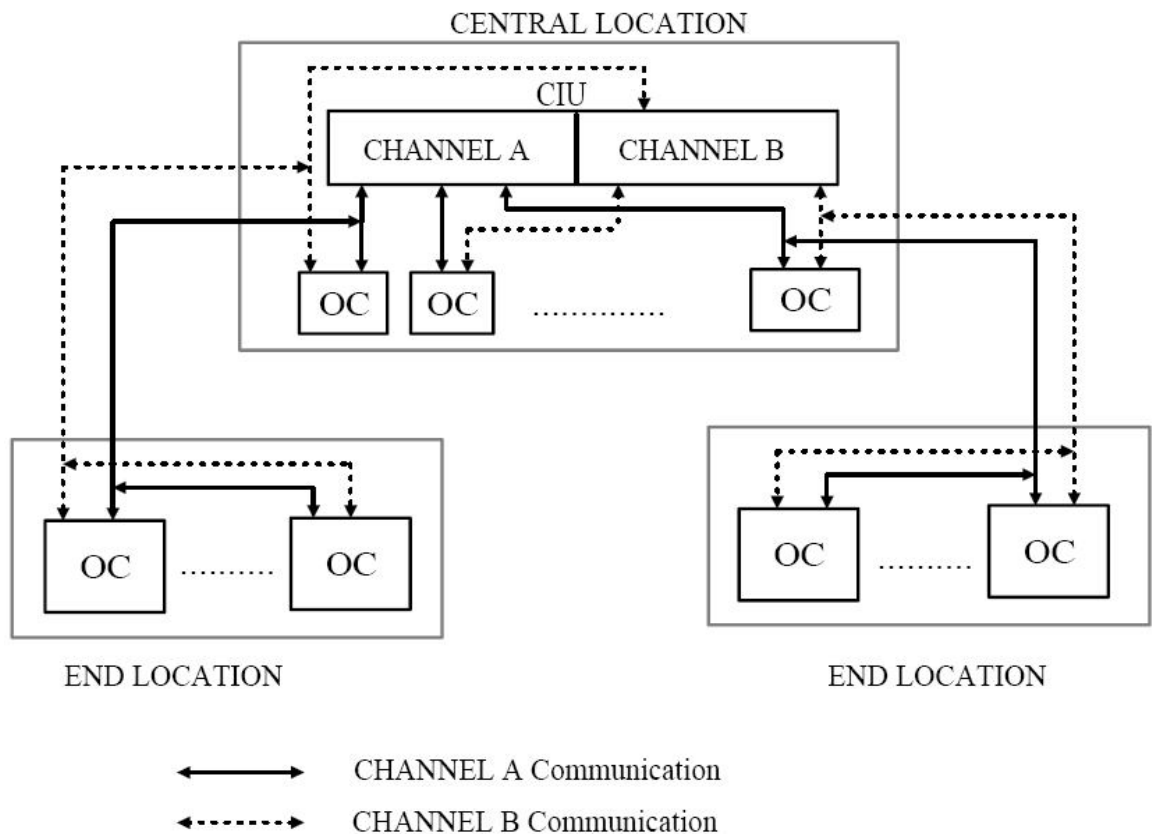 CENTRAL LOCATION
CIU
CHANNEL A CHANNEL B
OC OC .............. OC
OC .......... OC
OC .......... OC
END LOCATION
END LOCATION
CHANNEL A Communication
CHANNEL B Communication